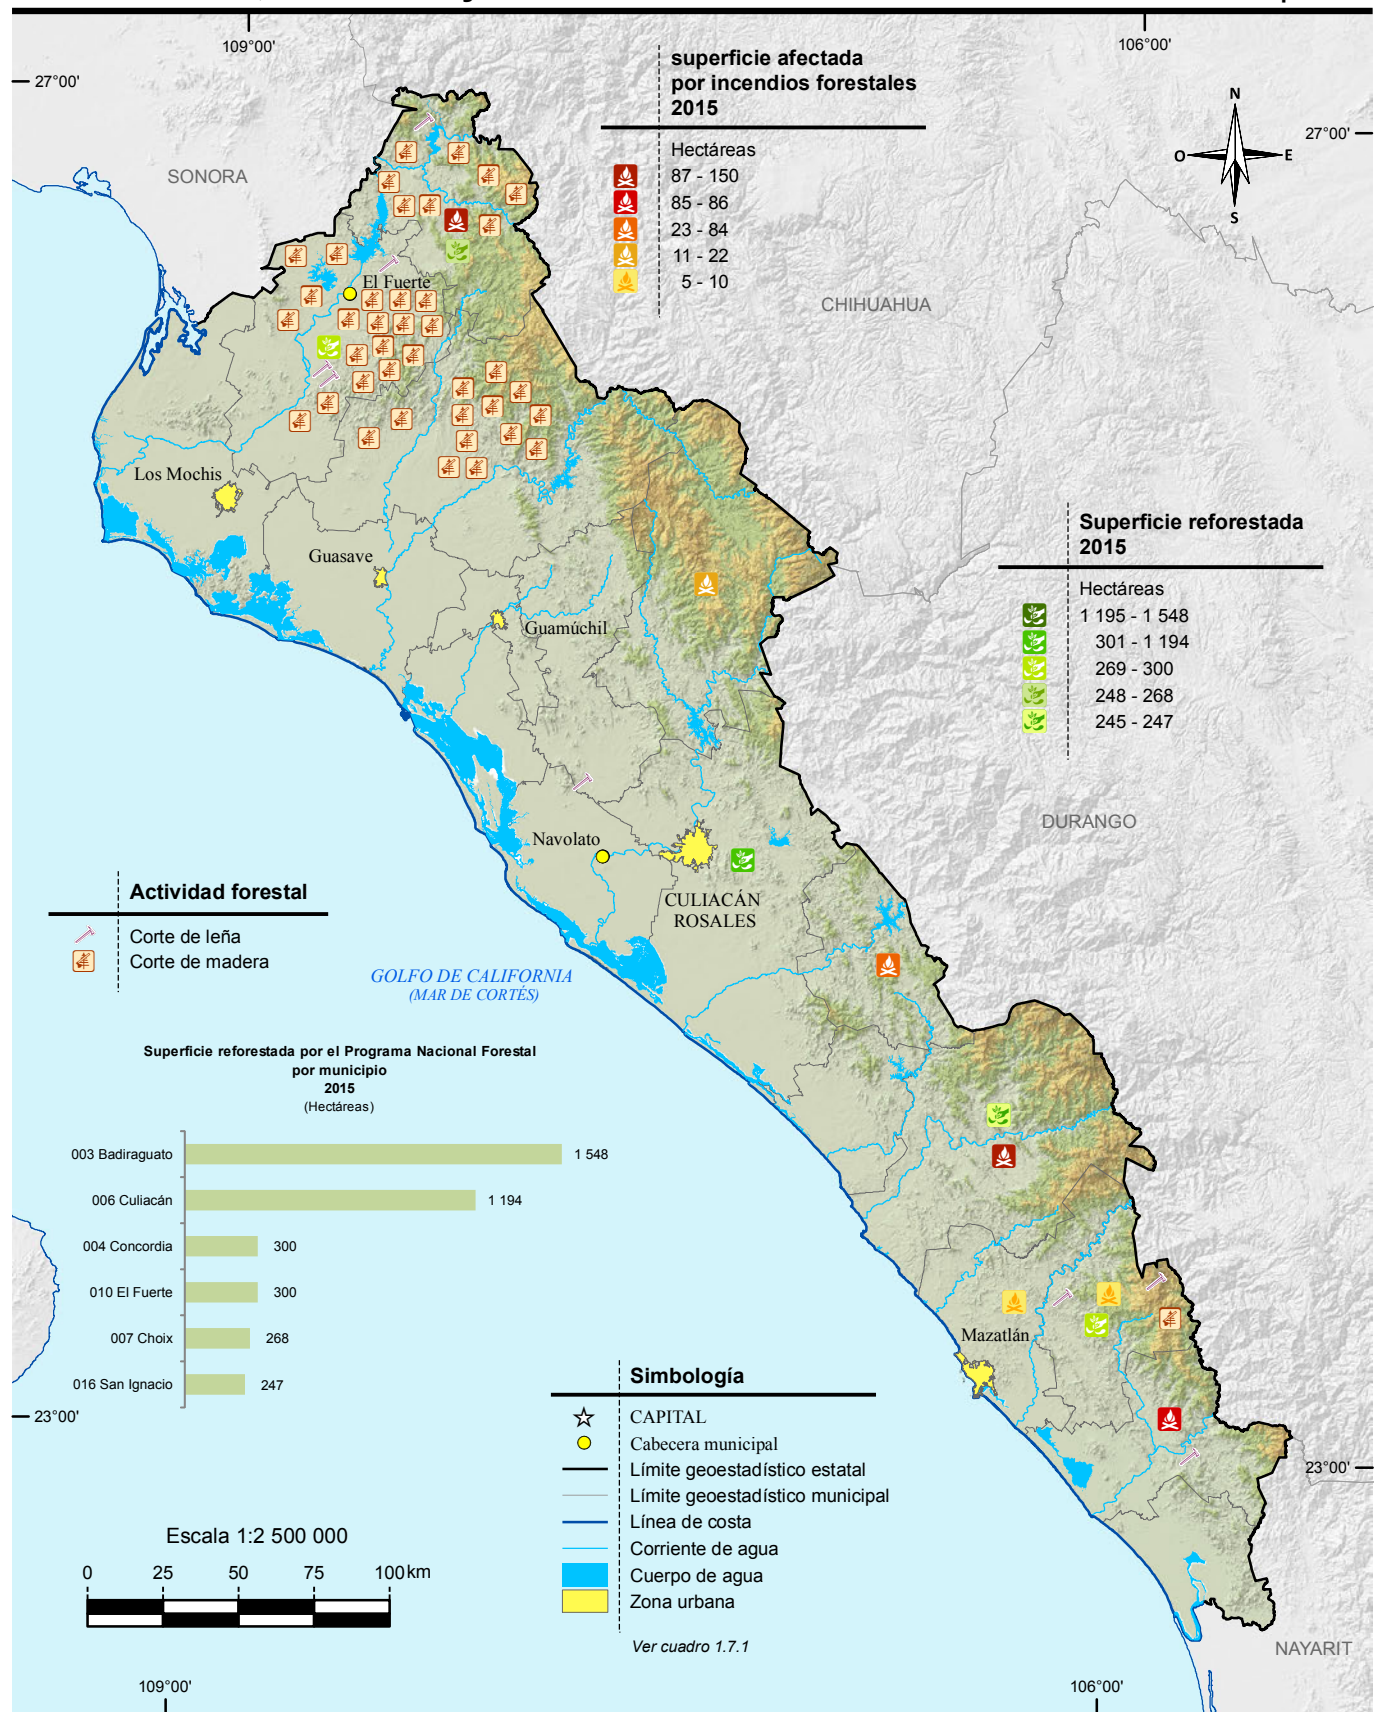 109°00'
106°00'
27°00'
27°00'
superficie afectada
por incendios forestales
2015
Hectáreas
87 - 150
85 - 86
23 - 84
11 - 22
5 - 10
N
O
E
S
SONORA
CHIHUAHUA
El Fuerte
Los Mochis
Guasave
Guamúchil
Superficie reforestada
2015
Hectáreas
1 195 - 1 548
301 - 1 194
269 - 300
248 - 268
245 - 247
DURANGO
Navolato
CULIACÁN
ROSALES
Actividad forestal
Corte de leña
Corte de madera
GOLFO DE CALIFORNIA
(MAR DE CORTÉS)
Superficie reforestada por el Programa Nacional Forestal
por municipio
2015
(Hectáreas)
003 Badiraguato 1 548
006 Culiacán 1 194
004 Concordia 300
010 El Fuerte 300
007 Choix 268
016 San Ignacio 247
Mazatlán
23°00'
23°00'
Simbología
CAPITAL
Cabecera municipal
Límite geoestadístico estatal
Límite geoestadístico municipal
Línea de costa
Corriente de agua
Cuerpo de agua
Zona urbana
Ver cuadro 1.7.1
Escala 1:2 500 000
0 25 50 75 100 km
NAYARIT
109°00'
106°00'